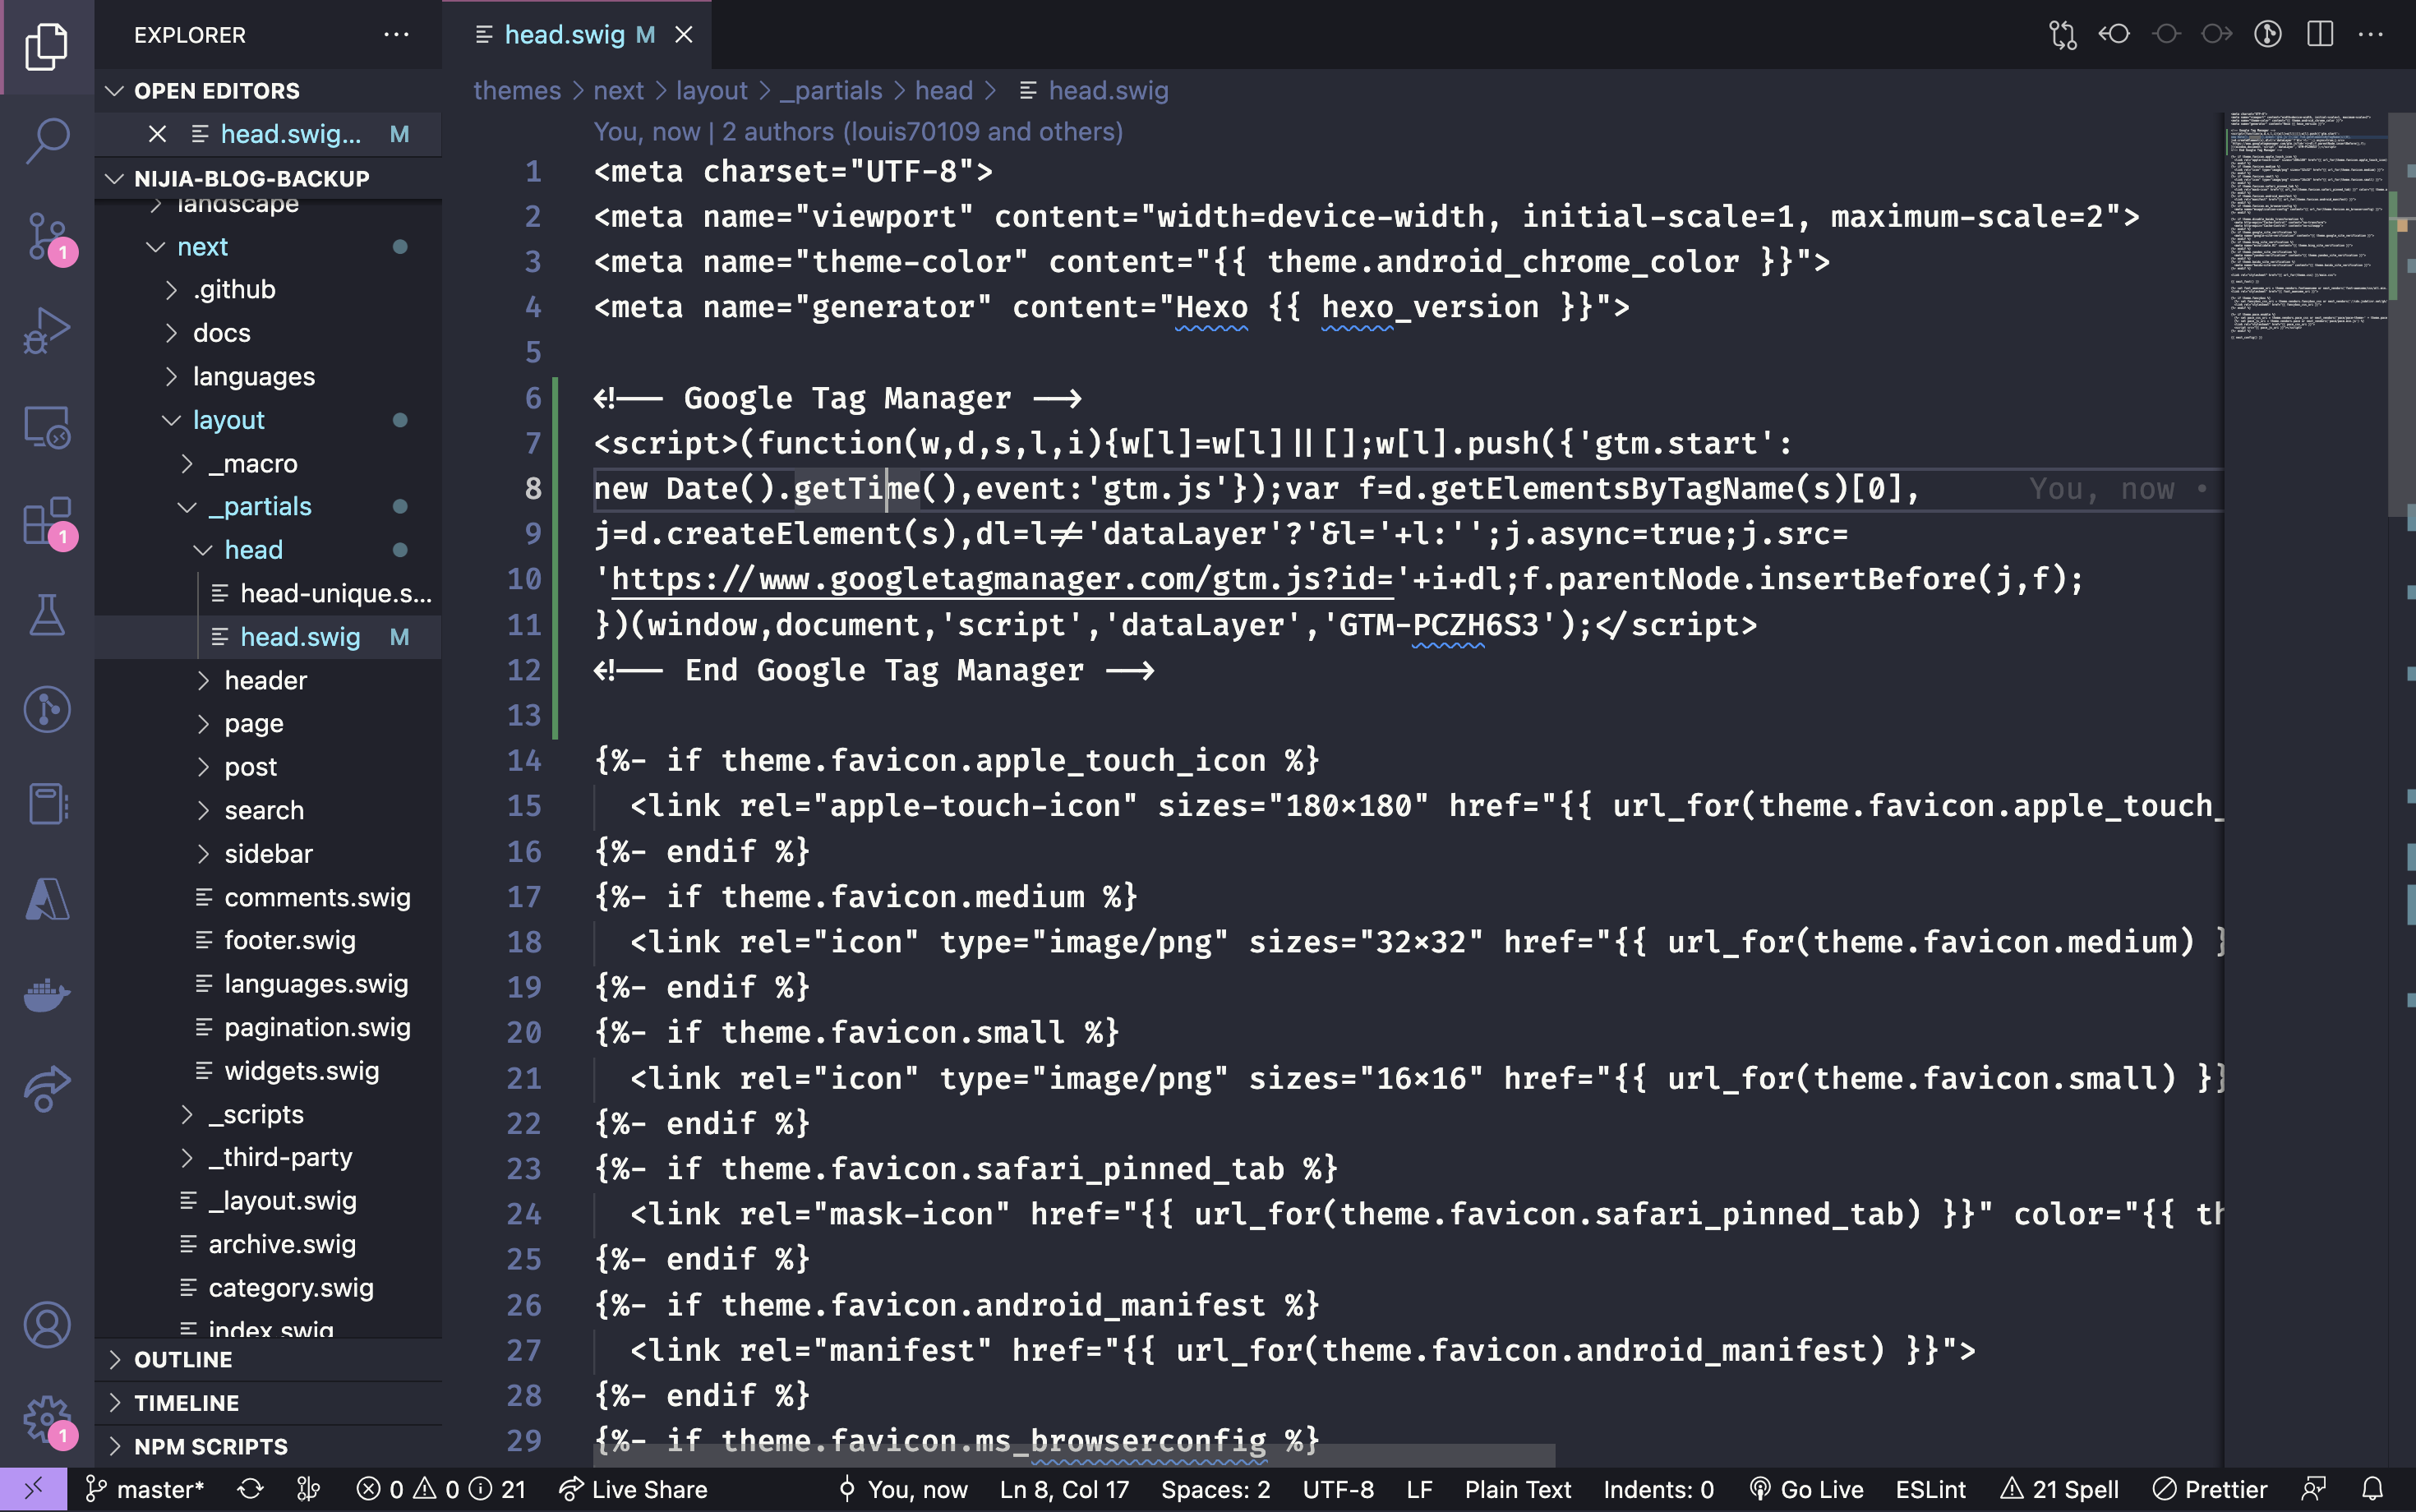 EXPLORER
OPEN EDITORS
head.swig... M
NIJIA-BLOG-BACKUP
landscape
next
.github
docs
languages
layout
_macro
_partials
head
head-unique.s...
head.swig M
header
page
post
search
sidebar
comments.swig
footer.swig
languages.swig
pagination.swig
widgets.swig
_scripts
_third-party
_layout.swig
archive.swig
category.swig
index.swig
OUTLINE
TIMELINE
NPM SCRIPTS
1
1
1
head.swig M
themes > next > layout > _partials > head > head.swig
You, now | 2 authors (louis70109 and others)
1 <meta charset="UTF-8">
2 <meta name="viewport" content="width=device-width, initial-scale=1, maximum-scale=2">
3 <meta name="theme-color" content="{{ theme.android_chrome_color }}">
4 <meta name="generator" content="Hexo {{ hexo_version }}">
5
6 <!-- Google Tag Manager -->
7 <script>(function(w,d,s,l,i){w[l]=w[l]||[];w[l].push({'gtm.start':
8 new Date().getTime(),event:'gtm.js'});var f=d.getElementsByTagName(s)[0], You, now •
9 j=d.createElement(s),dl=l!='dataLayer'?'&l='+l:'';j.async=true;j.src=
10 'https://www.googletagmanager.com/gtm.js?id='+i+dl;f.parentNode.insertBefore(j,f);
11 })(window,document,'script','dataLayer','GTM-PCZH6S3');</script>
12 <!-- End Google Tag Manager -->
13
14 {%- if theme.favicon.apple_touch_icon %}
15 <link rel="apple-touch-icon" sizes="180x180" href="{{ url_for(theme.favicon.apple_touch_
16 {%- endif %}
17 {%- if theme.favicon.medium %}
18 <link rel="icon" type="image/png" sizes="32x32" href="{{ url_for(theme.favicon.medium) }
19 {%- endif %}
20 {%- if theme.favicon.small %}
21 <link rel="icon" type="image/png" sizes="16x16" href="{{ url_for(theme.favicon.small) }}
22 {%- endif %}
23 {%- if theme.favicon.safari_pinned_tab %}
24 <link rel="mask-icon" href="{{ url_for(theme.favicon.safari_pinned_tab) }}" color="{{ th
25 {%- endif %}
26 {%- if theme.favicon.android_manifest %}
27 <link rel="manifest" href="{{ url_for(theme.favicon.android_manifest) }}">
28 {%- endif %}
29 {%- if theme.favicon.ms_browserconfig %}
master* 0 0 21 Live Share You, now Ln 8, Col 17 Spaces: 2 UTF-8 LF Plain Text Indents: 0 Go Live ESLint 21 Spell Prettier